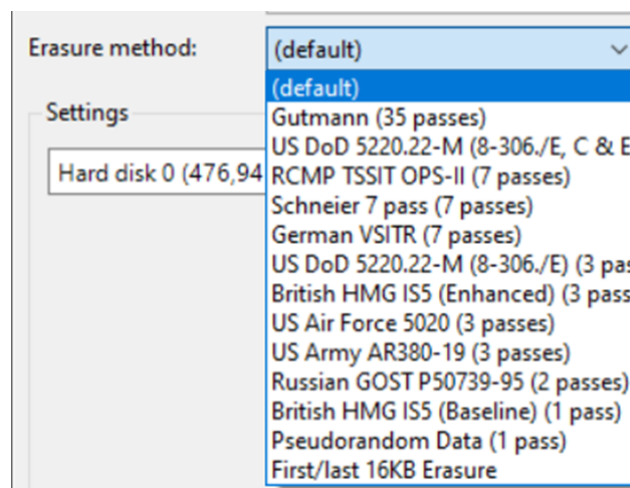 Erasure method:
(default)
(default)
Gutmann (35 passes)
US DoD 5220.22-M (8-306./E, C & E
RCMP TSSIT OPS-II (7 passes)
Schneier 7 pass (7 passes)
German VSITR (7 passes)
US DoD 5220.22-M (8-306./E) (3 pas
British HMG IS5 (Enhanced) (3 pass
US Air Force 5020 (3 passes)
US Army AR380-19 (3 passes)
Russian GOST P50739-95 (2 passes)
British HMG IS5 (Baseline) (1 pass)
Pseudorandom Data (1 pass)
First/last 16KB Erasure
Settings
Hard disk 0 (476,94